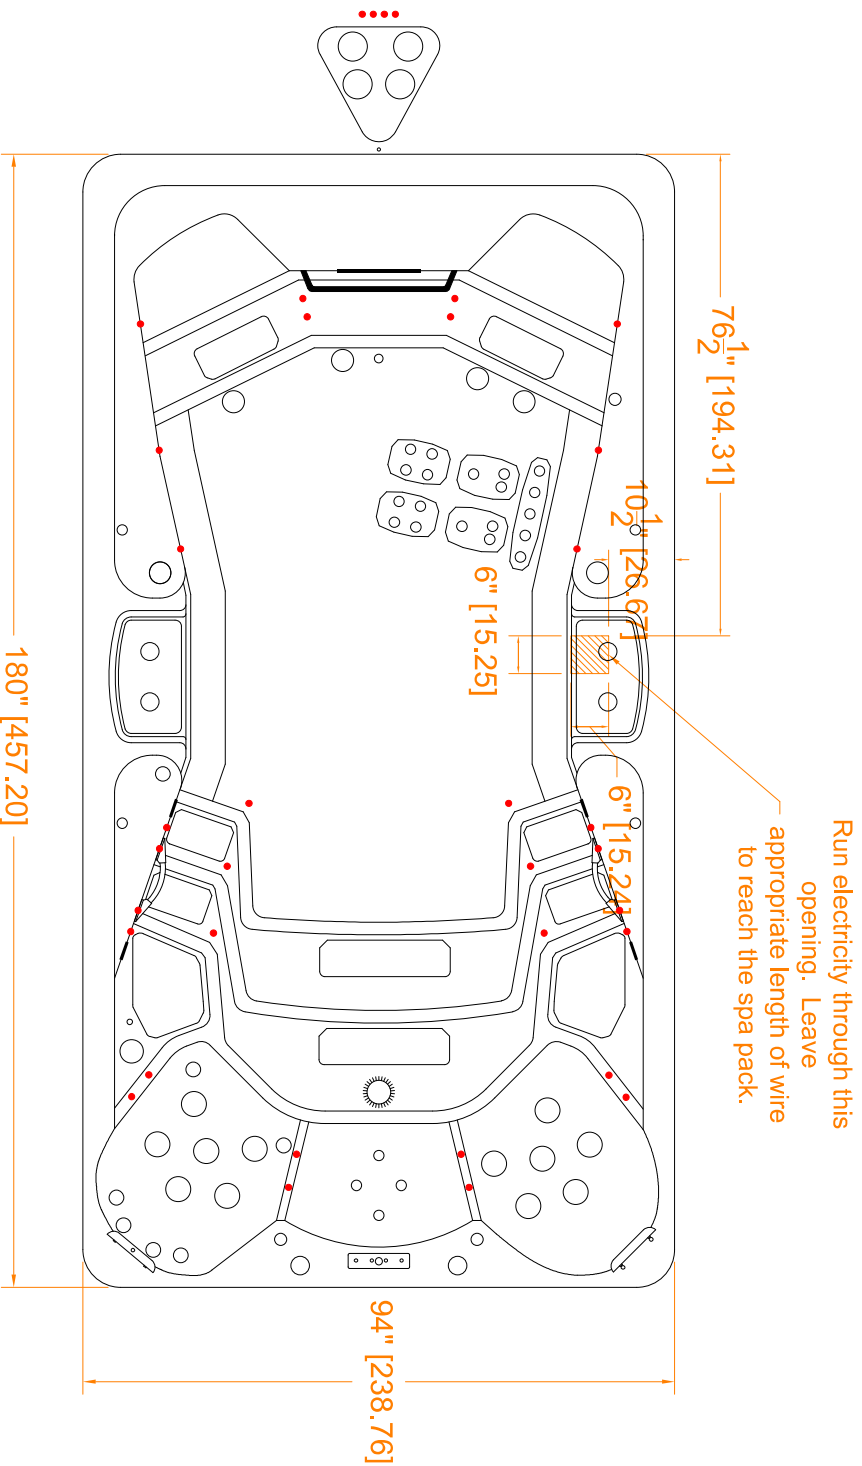 Run electricity through this
opening. Leave
appropriate length of wire
to reach the spa pack.
76 1/2" [194.31]
10 1/2" [26.67]
6" [15.25]
6" [15.24]
180" [457.20]
94" [238.76]